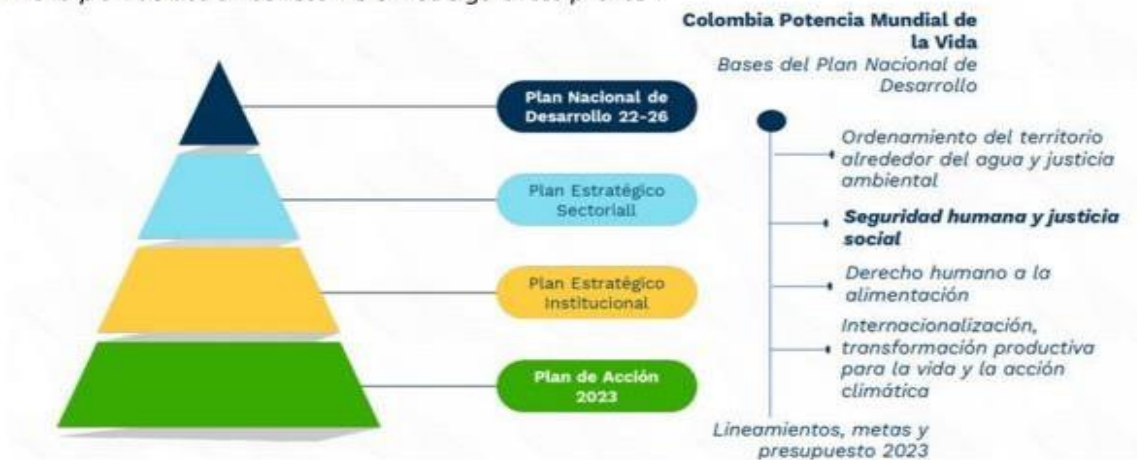 Colombia Potencia Mundial de
la Vida
Bases del Plan Nacional de
Desarrollo
Plan Nacional de
Desarrollo 22-26
Plan Estratégico
Sectoriall
Plan Estratégico
Institucional
Plan de Acción
2023
Ordenamiento del territorio
alrededor del agua y justicia
ambiental
Seguridad humana y justicia
social
Derecho humano a la
alimentación
Internacionalización,
transformación productiva
para la vida y la acción
climática
Lineamientos, metas y
presupuesto 2023